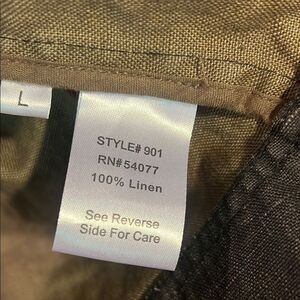 L
STYLE# 901
RN#54077
100% Linen
See Reverse
Side For Care